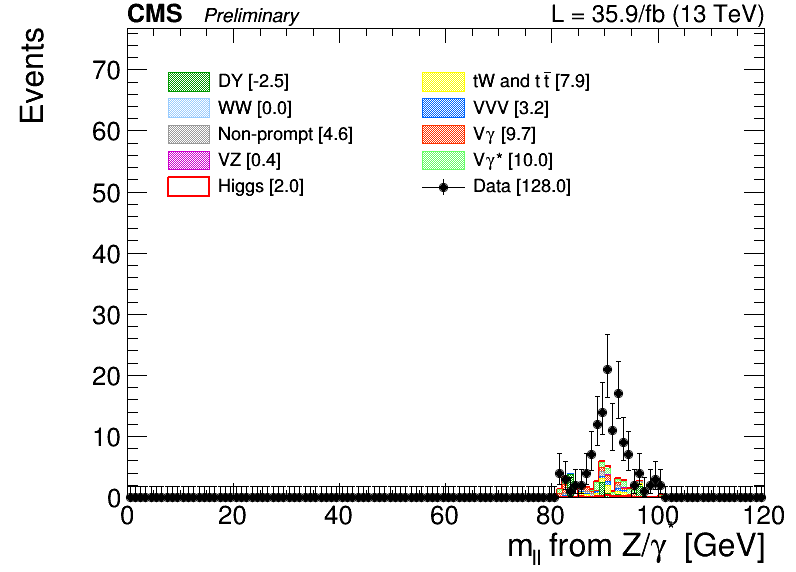 CMS Preliminary L = 35.9/fb (13 TeV)
Events
70
60
50
40
30
20
10
0
DY [-2.5]
WW [0.0]
Non-prompt [4.6]
VZ [0.4]
Higgs [2.0]
tW and tt̄ [7.9]
VVV [3.2]
Vγ [9.7]
Vγ* [10.0]
Data [128.0]
0 20 40 60 80 100 120
m_ll from Z/γ* [GeV]